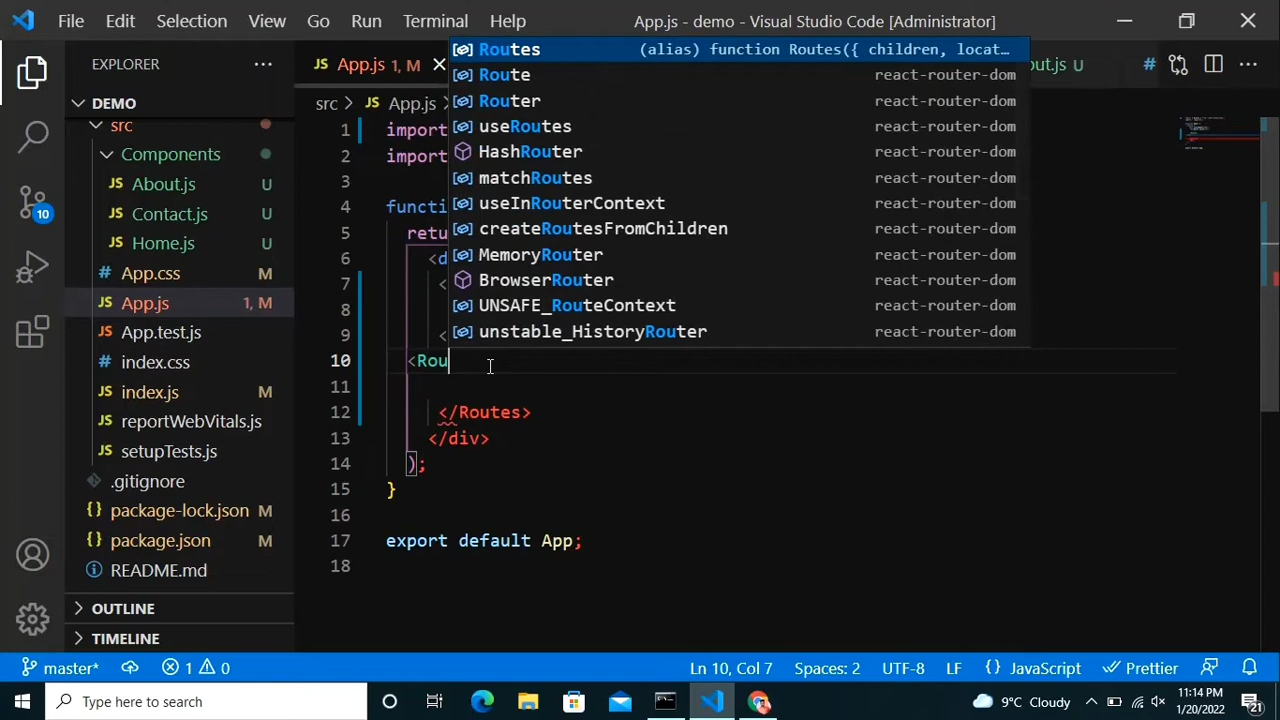 File Edit Selection View Go Run Terminal Help App.js - demo - Visual Studio Code [Administrator]
EXPLORER
App.js 1, M
out.js U
DEMO
src
Components
About.js U
Contact.js U
Home.js U
App.css
App.js 1, M
App.test.js
index.css
index.js M
reportWebVitals.js
setupTests.js
.gitignore
package-lock.json M
package.json M
README.md
OUTLINE
TIMELINE
10
src > App.js
Routes (alias) function Routes({ children, locat…
Route react-router-dom
Router react-router-dom
useRoutes react-router-dom
HashRouter react-router-dom
matchRoutes react-router-dom
useInRouterContext react-router-dom
createRoutesFromChildren react-router-dom
MemoryRouter react-router-dom
BrowserRouter react-router-dom
UNSAFE_RouteContext react-router-dom
unstable_HistoryRouter react-router-dom
1 import
2 import
3
4 functi
5 retu
6 <d
7 <
8
9 <
10 <Rou
11
12 </Routes>
13 </div>
14 );
15 }
16
17 export default App;
18
master* 1 0 Ln 10, Col 7 Spaces: 2 UTF-8 LF {} JavaScript Prettier
Type here to search 9°C Cloudy 11:14 PM
1/20/2022
21